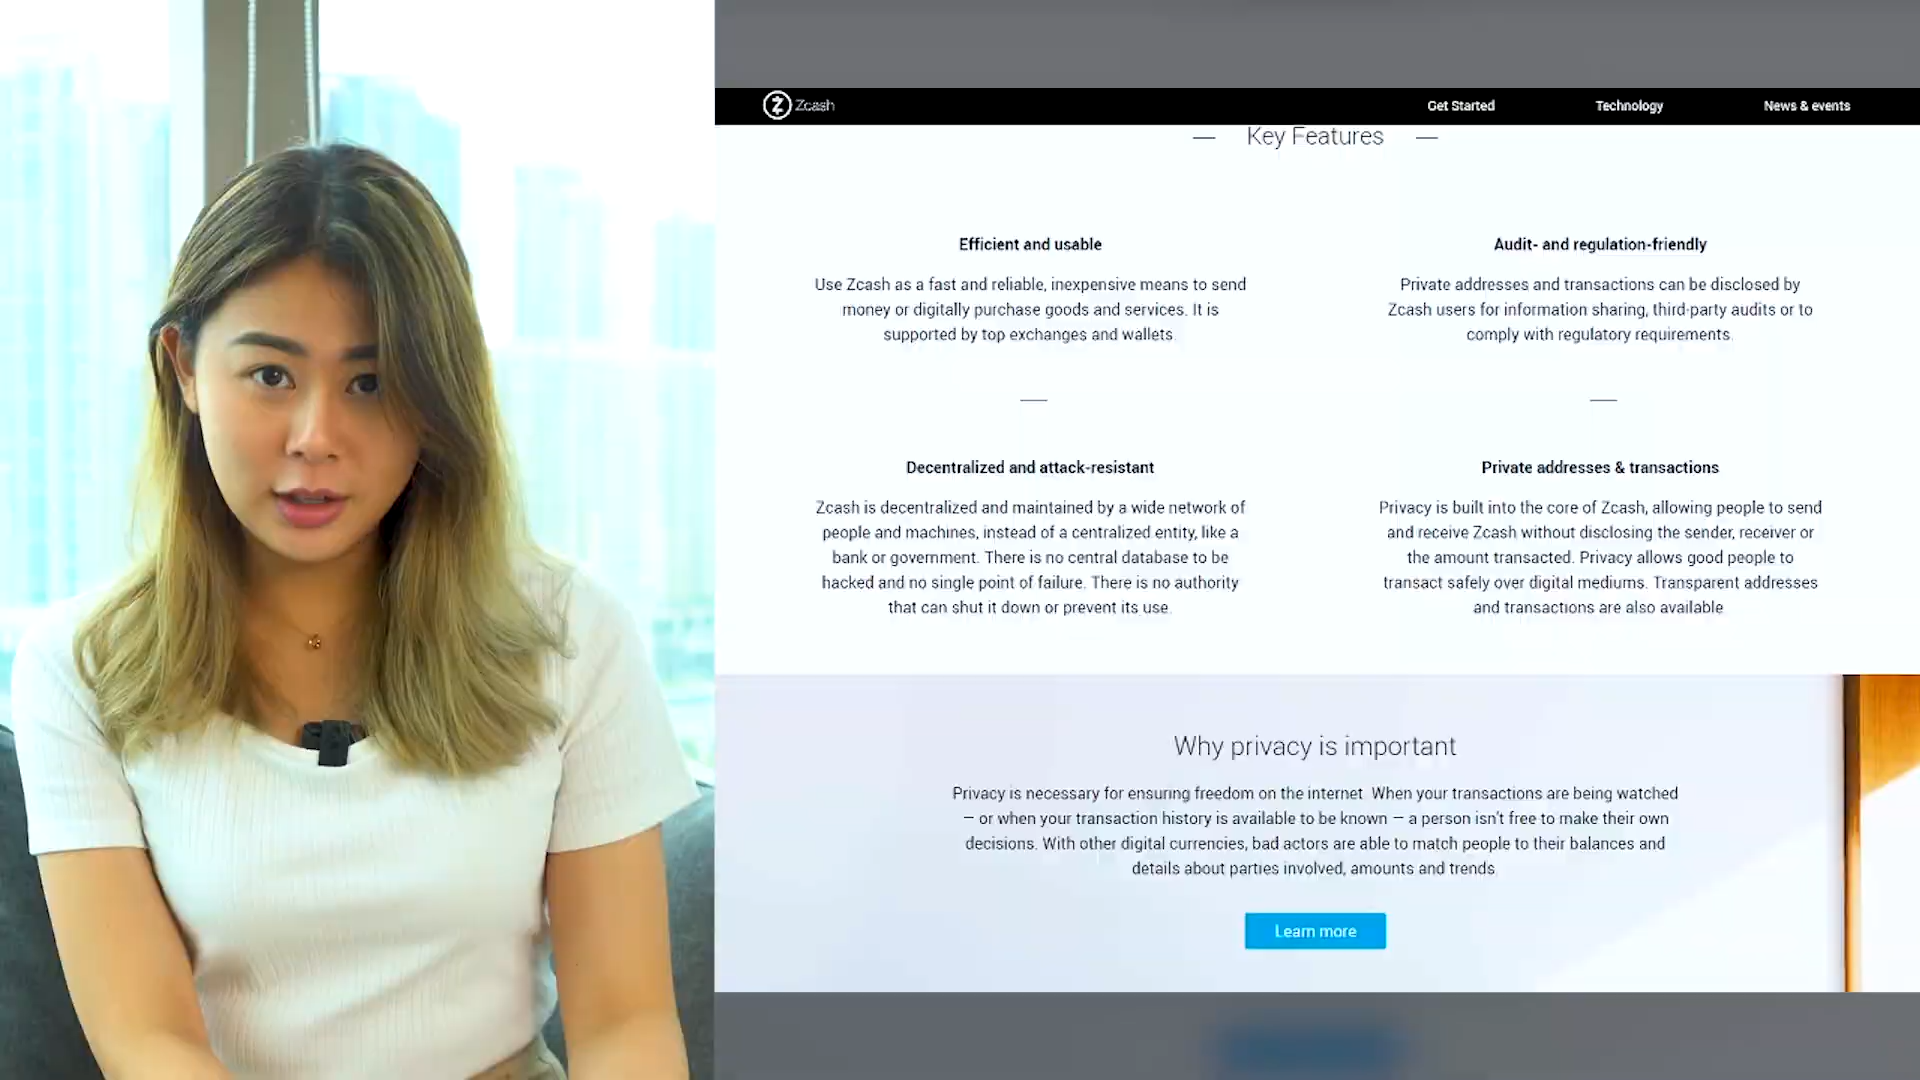 Zcash
Get Started
Technology
News & events
Key Features
Efficient and usable
Use Zcash as a fast and reliable, inexpensive means to send
money or digitally purchase goods and services. It is
supported by top exchanges and wallets.
Audit- and regulation-friendly
Private addresses and transactions can be disclosed by
Zcash users for information sharing, third-party audits or to
comply with regulatory requirements.
Decentralized and attack-resistant
Zcash is decentralized and maintained by a wide network of
people and machines, instead of a centralized entity, like a
bank or government. There is no central database to be
hacked and no single point of failure. There is no authority
that can shut it down or prevent its use.
Private addresses & transactions
Privacy is built into the core of Zcash, allowing people to send
and receive Zcash without disclosing the sender, receiver or
the amount transacted. Privacy allows good people to
transact safely over digital mediums. Transparent addresses
and transactions are also available
Why privacy is important
Privacy is necessary for ensuring freedom on the internet. When your transactions are being watched
– or when your transaction history is available to be known – a person isn't free to make their own
decisions. With other digital currencies, bad actors are able to match people to their balances and
details about parties involved, amounts and trends.
Learn more